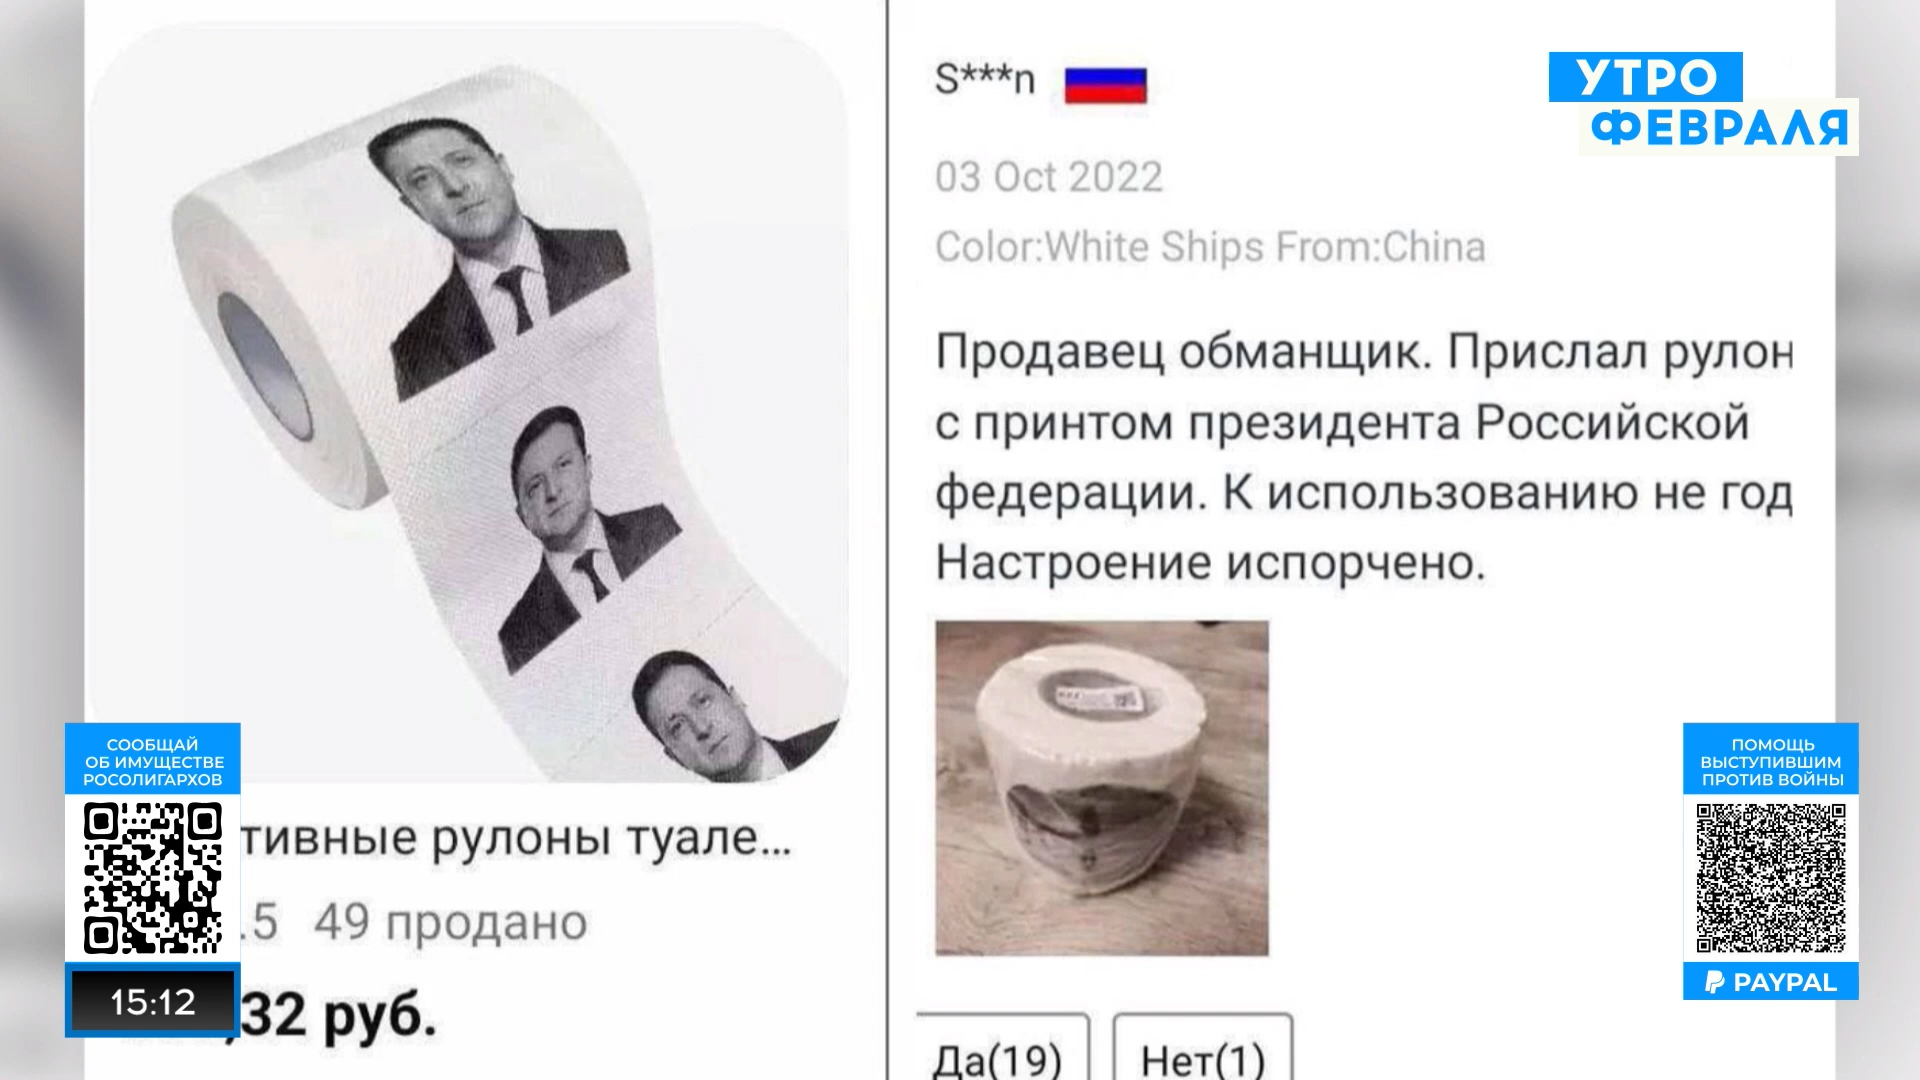 S***n
03 Oct 2022
Color:White Ships From:China
Продавец обманщик. Прислал рулон
с принтом президента Российской
федерации. К использованию не год
Настроение испорчено.
Да(19)
Нет(1)
тивные рулоны туале...
.5 49 продано
,32 руб.
УТРО
ФЕВРАЛЯ
СООБЩАЙ
ОБ ИМУЩЕСТВЕ
РОСОЛИГАРХОВ
15:12
ПОМОЩЬ
ВЫСТУПИВШИМ
ПРОТИВ ВОЙНЫ
PAYPAL